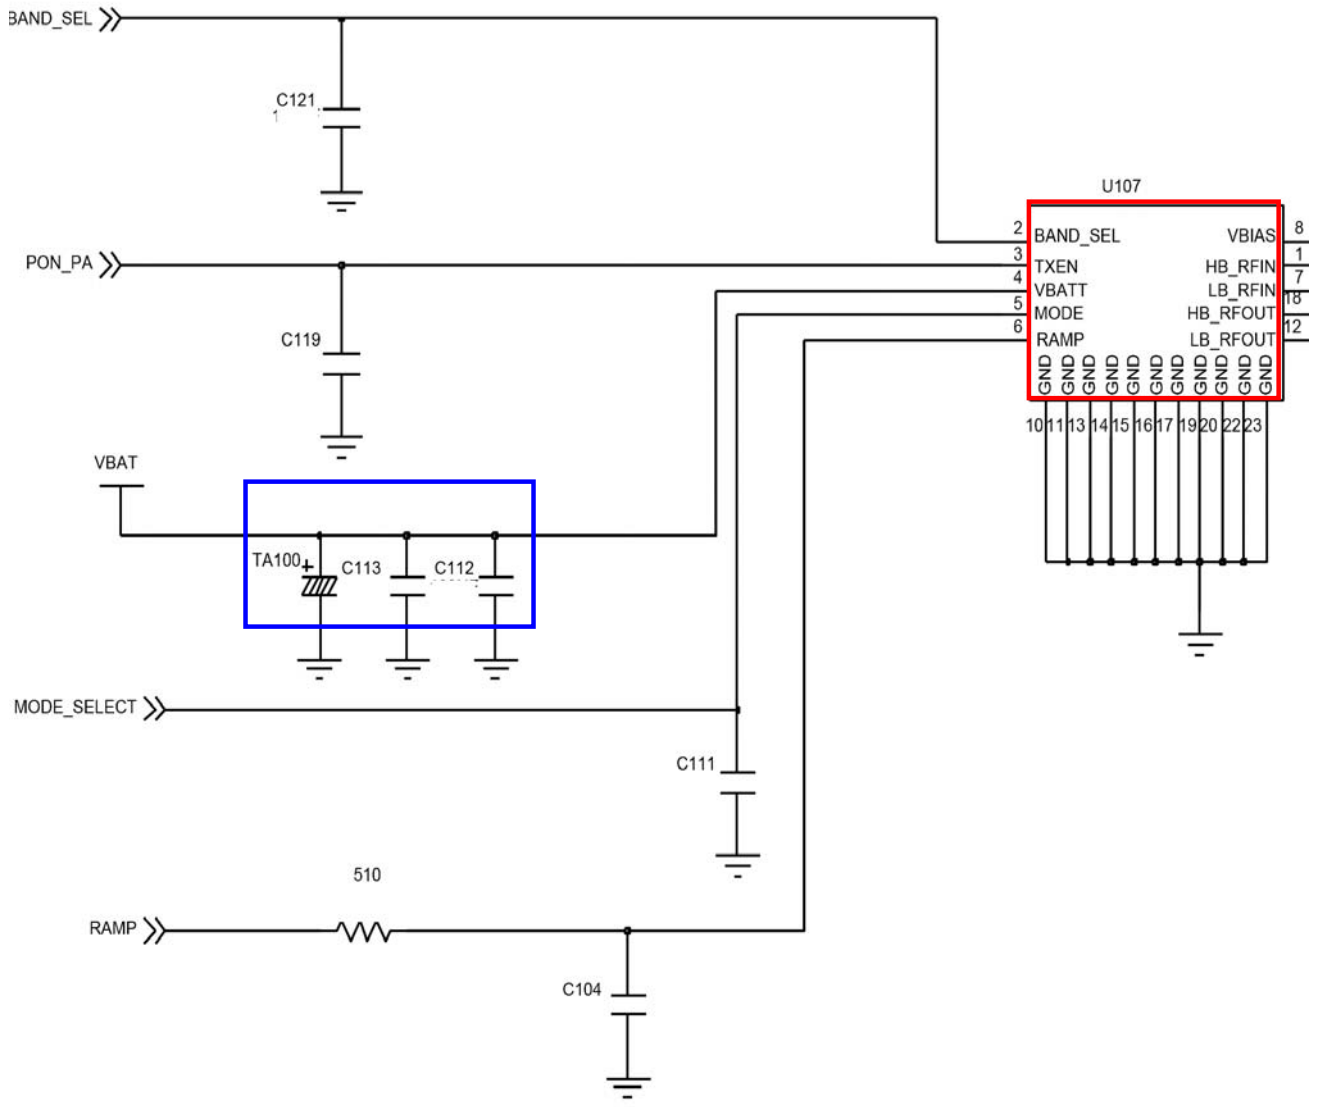 BAND_SEL
C121
U107
2 BAND_SEL VBIAS 8
PON_PA
3 TXEN HB_RFIN 1
4 VBATT LB_RFIN 7
5 MODE HB_RFOUT 18
6 RAMP LB_RFOUT 12
C119
GND GND GND GND GND GND GND GND GND GND GND
10 11 13 14 15 16 17 19 20 22 23
VBAT
TA100 + C113 C112
MODE_SELECT
C111
510
RAMP
C104